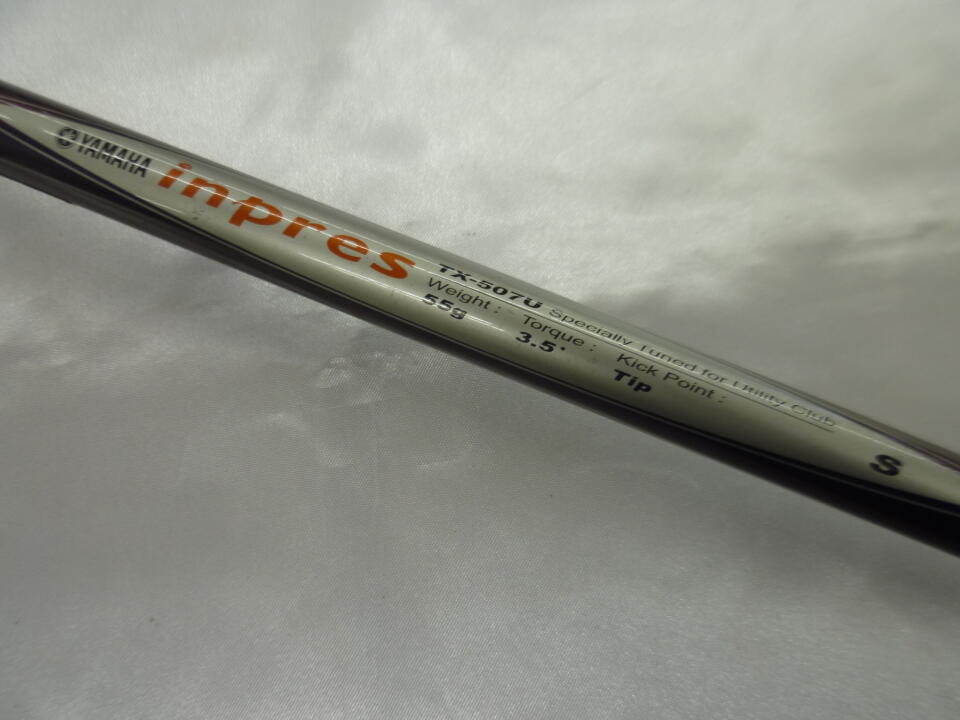 YAMAHA inpres
TX-507U Specially Tuned for Utility Club
Weight : Torque : Kick Point :
55g 3.5° Tip
S